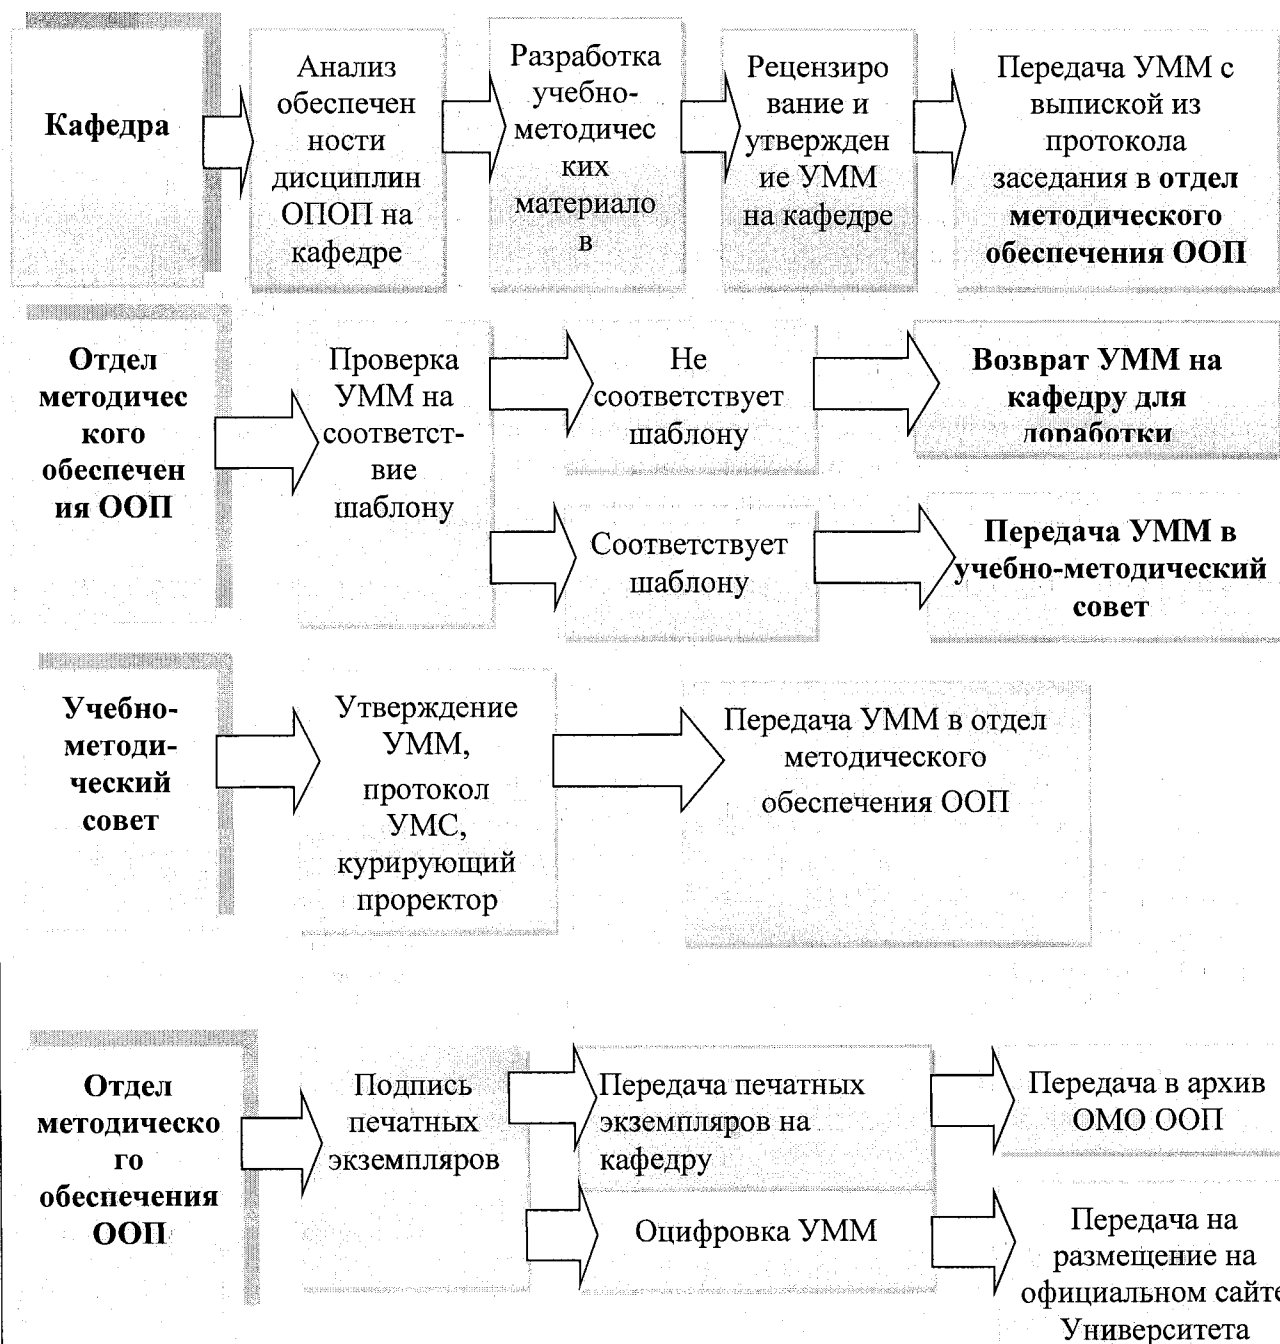 Кафедра
Анализ
обеспечен
ности
дисциплин
ОПОП на
кафедре
Разработка
учебно-
методичес
ких
материало
в
Рецензиро
вание и
утвержден
ие УММ
на кафедре
Передача УММ с
выпиской из
протокола
заседания в отдел
методического
обеспечения ООП
Отдел
методичес
кого
обеспечен
ия ООП
Проверка
УММ на
соответст-
вие
шаблону
Не
соответствует
шаблону
Возврат УММ на
кафедру для
доработки
Соответствует
шаблону
Передача УММ в
учебно-методический
совет
Учебно-
методи-
ческий
совет
Утверждение
УММ,
протокол
УМС,
курирующий
проректор
Передача УММ в отдел
методического
обеспечения ООП
Отдел
методическо
го
обеспечения
ООП
Подпись
печатных
экземпляров
Передача печатных
экземпляров на
кафедру
Передача в архив
ОМО ООП
Оцифровка УММ
Передача на
размещение на
официальном сайте
Университета